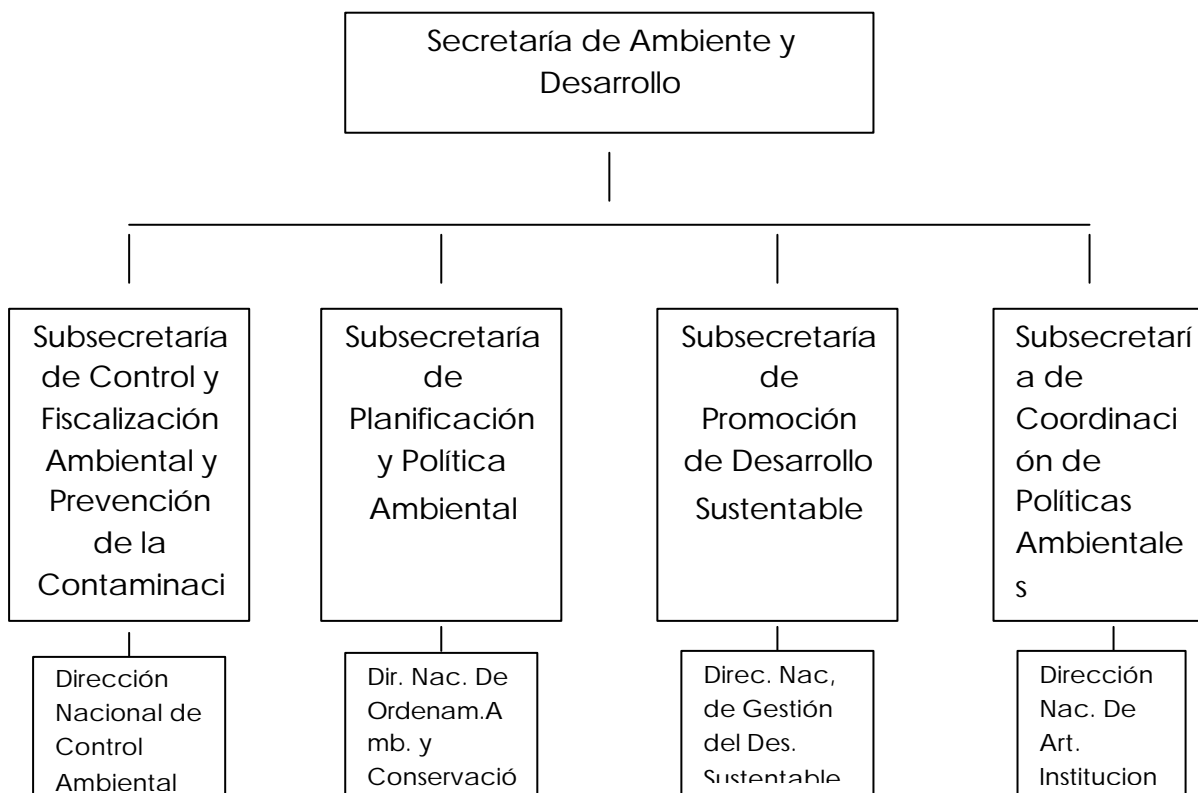 Secretaría de Ambiente y
Desarrollo
Subsecretaría
de Control y
Fiscalización
Ambiental y
Prevención
de la
Contaminaci
Subsecretaría
de
Planificación
y Política
Ambiental
Subsecretaría
de
Promoción
de Desarrollo
Sustentable
Subsecretarí
a de
Coordinaci
ón de
Políticas
Ambientale
s
Dirección
Nacional de
Control
Ambiental
Dir. Nac. De
Ordenam.A
mb. y
Conservació
Direc. Nac,
de Gestión
del Des.
Sustentable
Dirección
Nac. De
Art.
Institucion